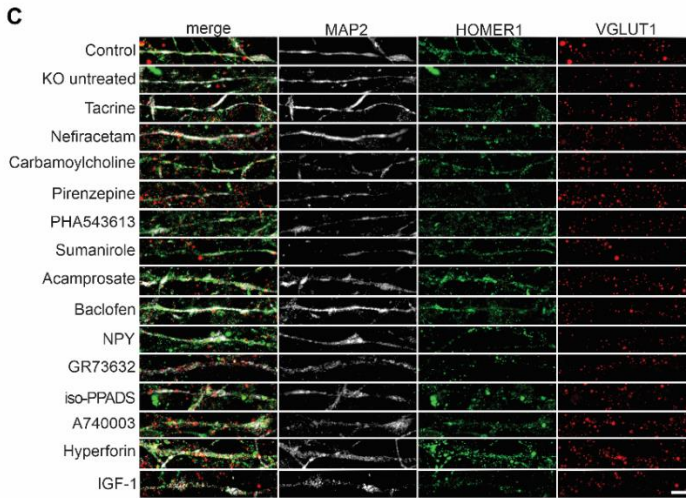 C
merge MAP2 HOMER1 VGLUT1
Control
KO untreated
Tacrine
Nefiracetam
Carbamoylcholine
Pirenzepine
PHA543613
Sumanirole
Acamprosate
Baclofen
NPY
GR73632
iso-PPADS
A740003
Hyperforin
IGF-1